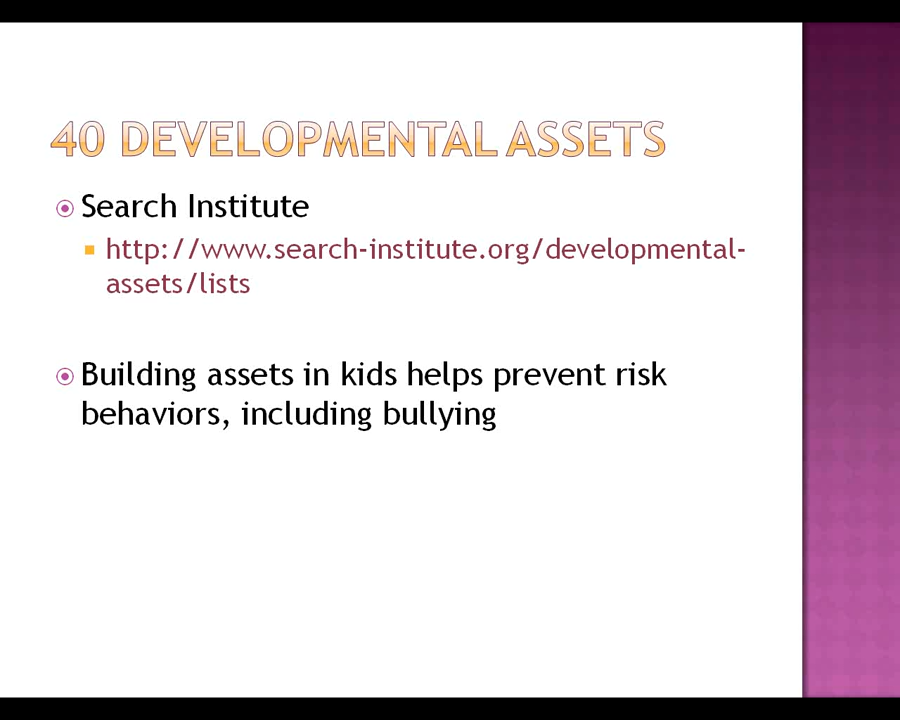 40 DEVELOPMENTAL ASSETS
Search Institute
http://www.search-institute.org/developmental-
assets/lists
Building assets in kids helps prevent risk
behaviors, including bullying